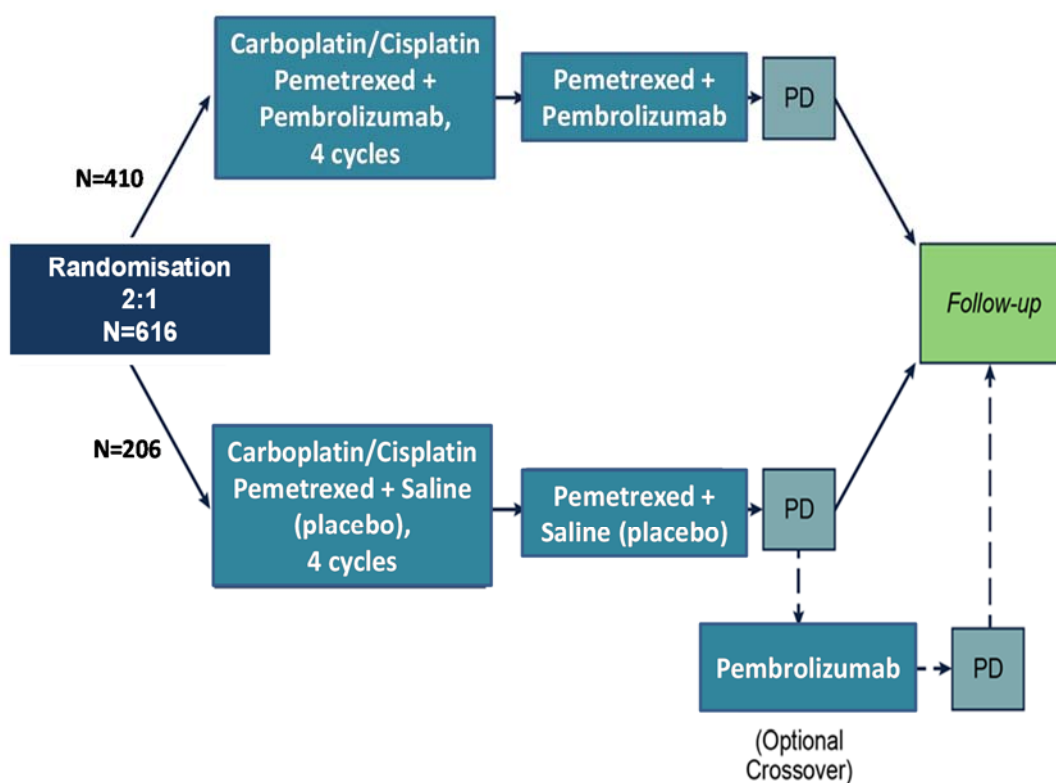 Carboplatin/Cisplatin
Pemetrexed +
Pembrolizumab,
4 cycles
Pemetrexed +
Pembrolizumab
PD
N=410
Randomisation
2:1
N=616
Follow-up
N=206
Carboplatin/Cisplatin
Pemetrexed + Saline
(placebo),
4 cycles
Pemetrexed +
Saline (placebo)
PD
Pembrolizumab
PD
(Optional
Crossover)